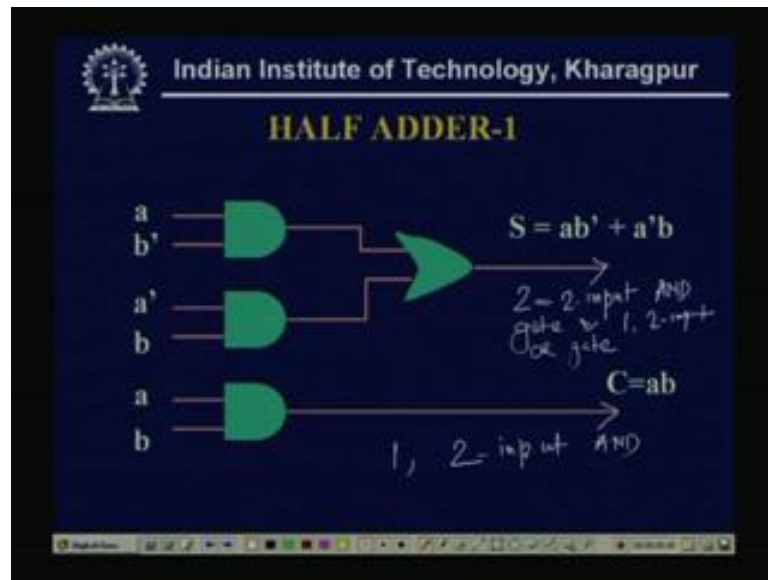 Indian Institute of Technology, Kharagpur
HALF ADDER-1
a
b'
S = ab' + a'b
a'
b
2 - 2-input AND
gate & 1, 2-input
OR gate
a
b
C=ab
1, 2-input AND